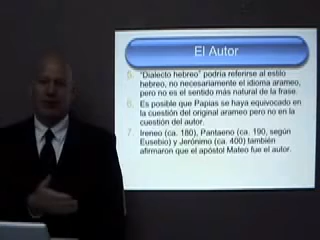 El Autor
5. "Dialecto hebreo" podría referirse al estilo
hebreo, no necesariamente el idioma arameo,
pero no es el sentido más natural de la frase.
6. Es posible que Papias se haya equivocado en
la cuestión del original arameo pero no en la
cuestión del autor.
7. Ireneo (ca. 180), Pantaeno (ca. 190, según
Eusebio) y Jerónimo (ca. 400) también
afirmaron que el apóstol Mateo fue el autor.